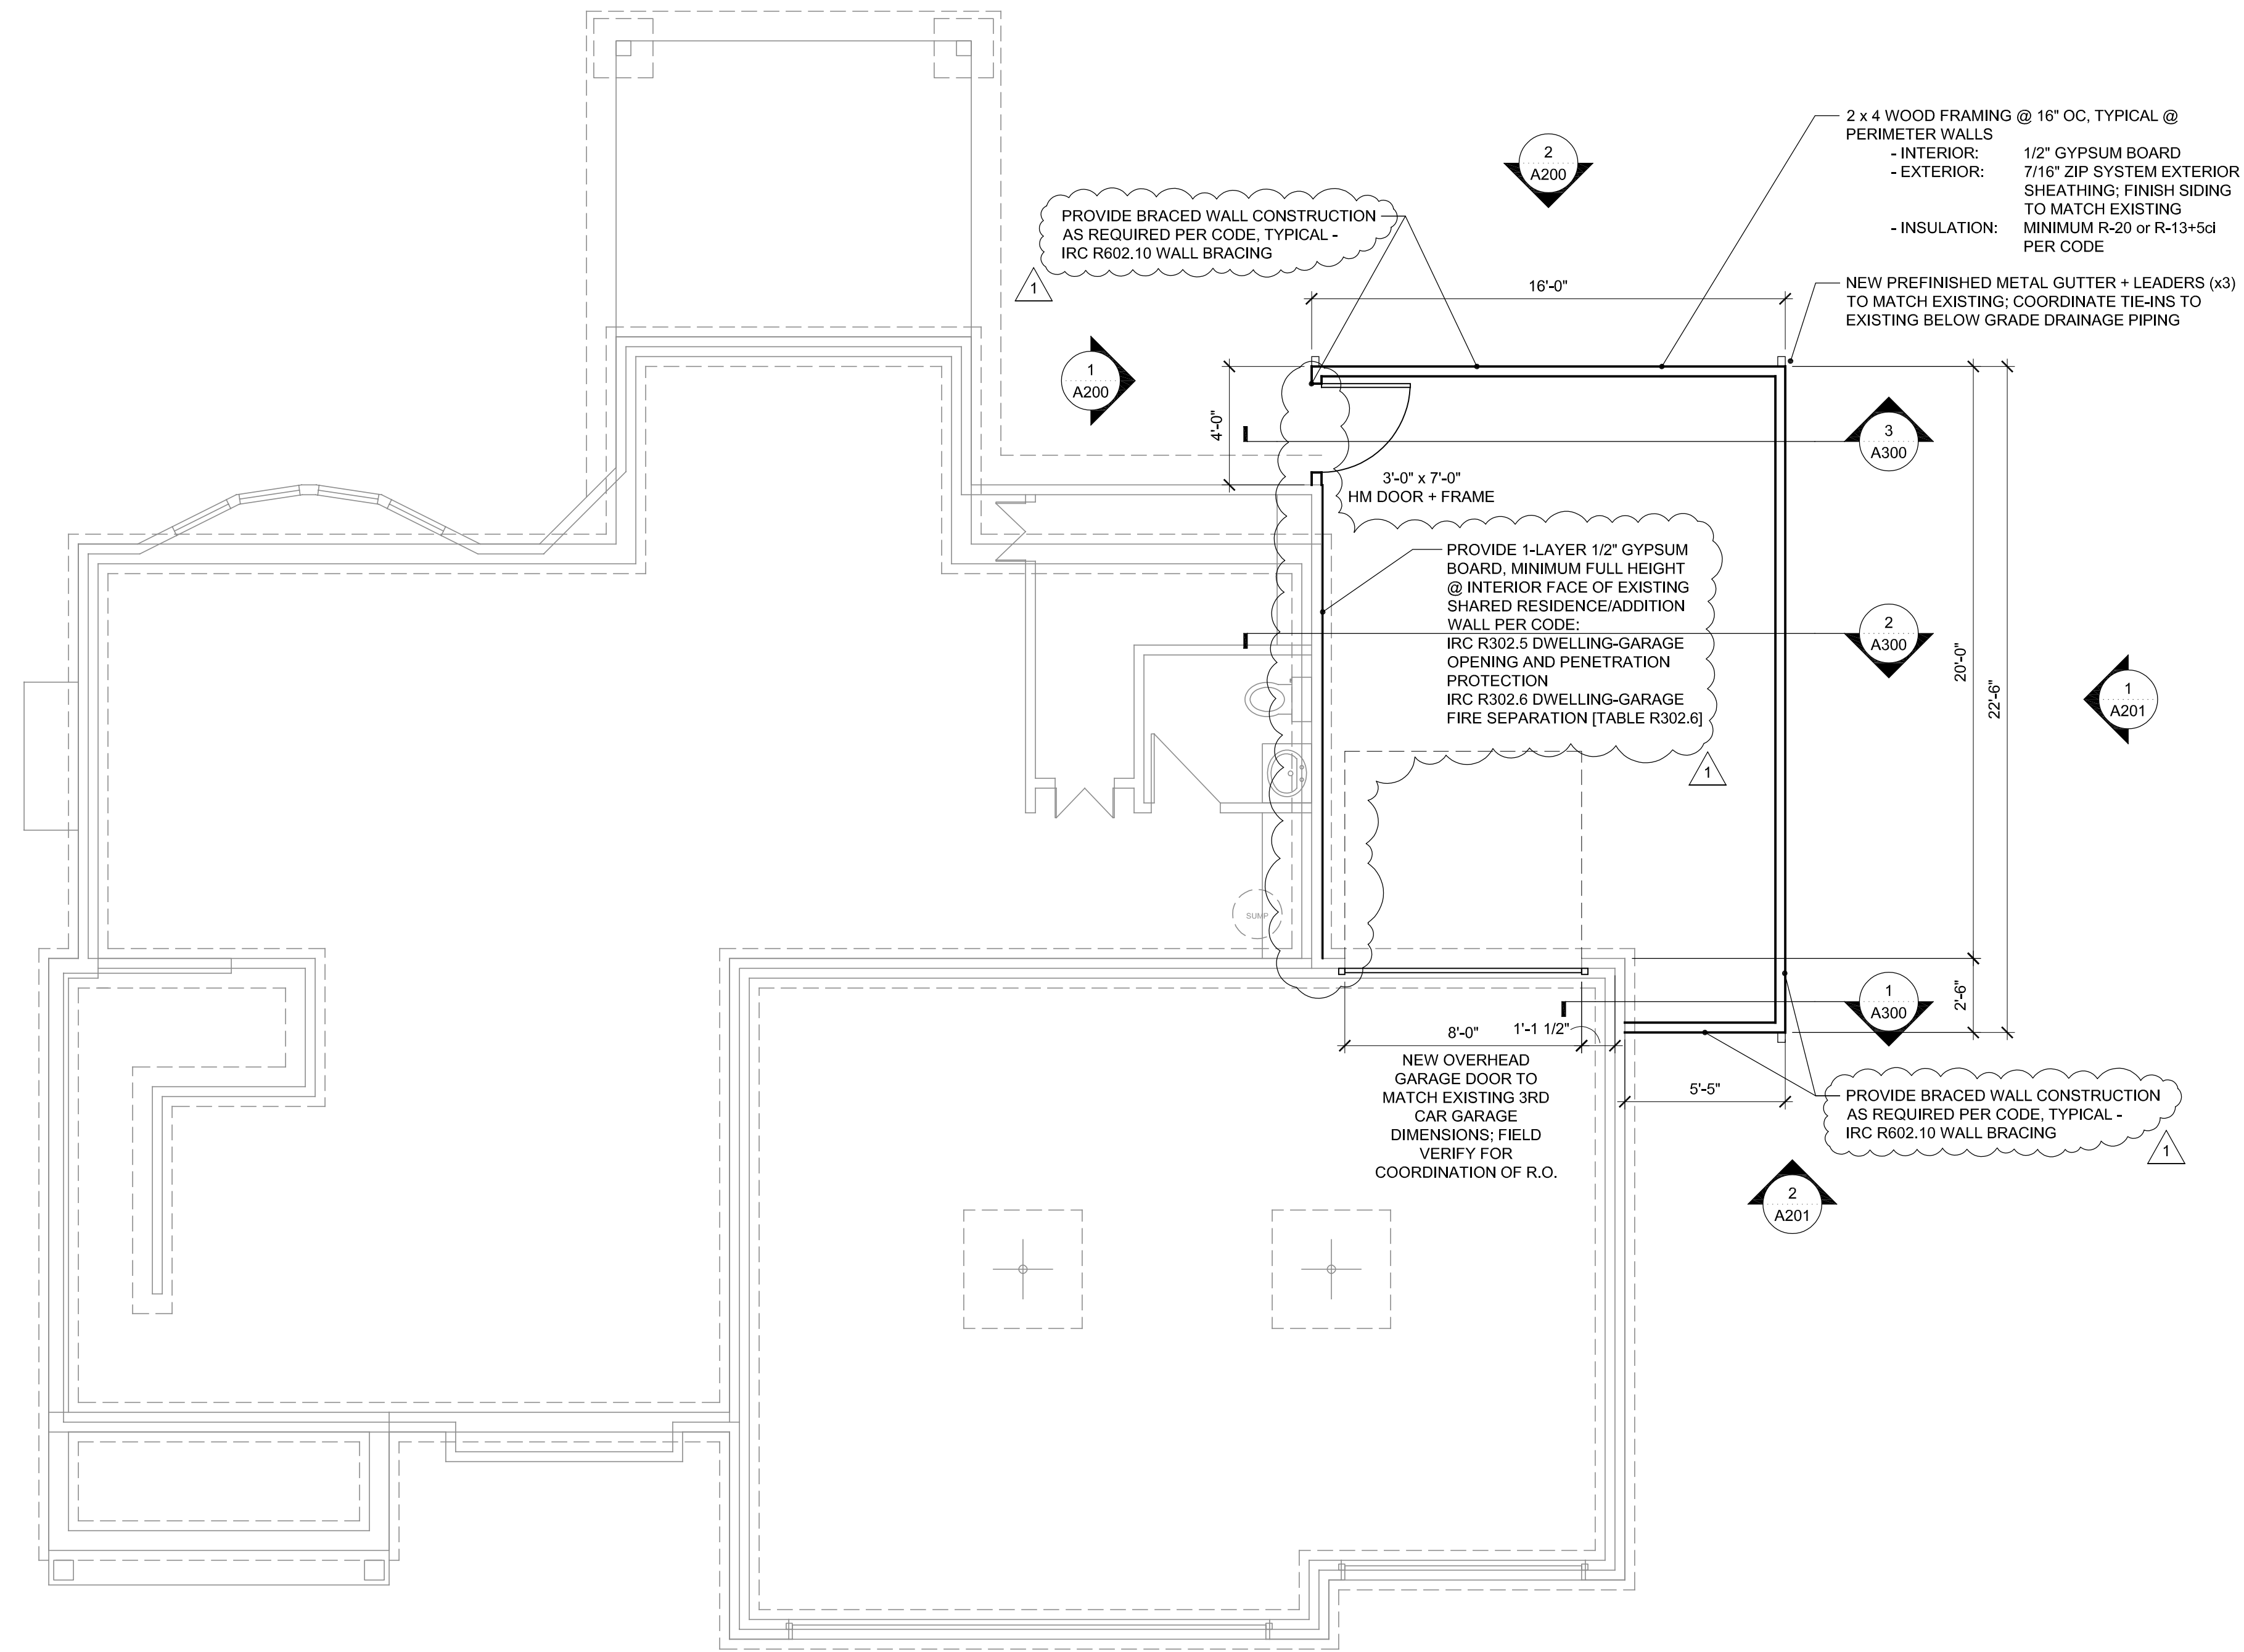 2 x 4 WOOD FRAMING @ 16" OC, TYPICAL @
PERIMETER WALLS
- INTERIOR: 1/2" GYPSUM BOARD
- EXTERIOR: 7/16" ZIP SYSTEM EXTERIOR
SHEATHING; FINISH SIDING
TO MATCH EXISTING
- INSULATION: MINIMUM R-20 or R-13+5ci
PER CODE
2
A200
PROVIDE BRACED WALL CONSTRUCTION
AS REQUIRED PER CODE, TYPICAL -
IRC R602.10 WALL BRACING
1
16'-0"
NEW PREFINISHED METAL GUTTER + LEADERS (x3)
TO MATCH EXISTING; COORDINATE TIE-INS TO
EXISTING BELOW GRADE DRAINAGE PIPING
1
A200
4'-0"
3
A300
3'-0" x 7'-0"
HM DOOR + FRAME
PROVIDE 1-LAYER 1/2" GYPSUM
BOARD, MINIMUM FULL HEIGHT
@ INTERIOR FACE OF EXISTING
SHARED RESIDENCE/ADDITION
WALL PER CODE:
IRC R302.5 DWELLING-GARAGE
OPENING AND PENETRATION
PROTECTION
IRC R302.6 DWELLING-GARAGE
FIRE SEPARATION [TABLE R302.6]
1
2
A300
20'-0"
22'-6"
1
A201
SUMP
2'-6"
1
A300
8'-0"
1'-1 1/2"
NEW OVERHEAD
GARAGE DOOR TO
MATCH EXISTING 3RD
CAR GARAGE
DIMENSIONS; FIELD
VERIFY FOR
COORDINATION OF R.O.
5'-5"
PROVIDE BRACED WALL CONSTRUCTION
AS REQUIRED PER CODE, TYPICAL -
IRC R602.10 WALL BRACING
1
2
A201